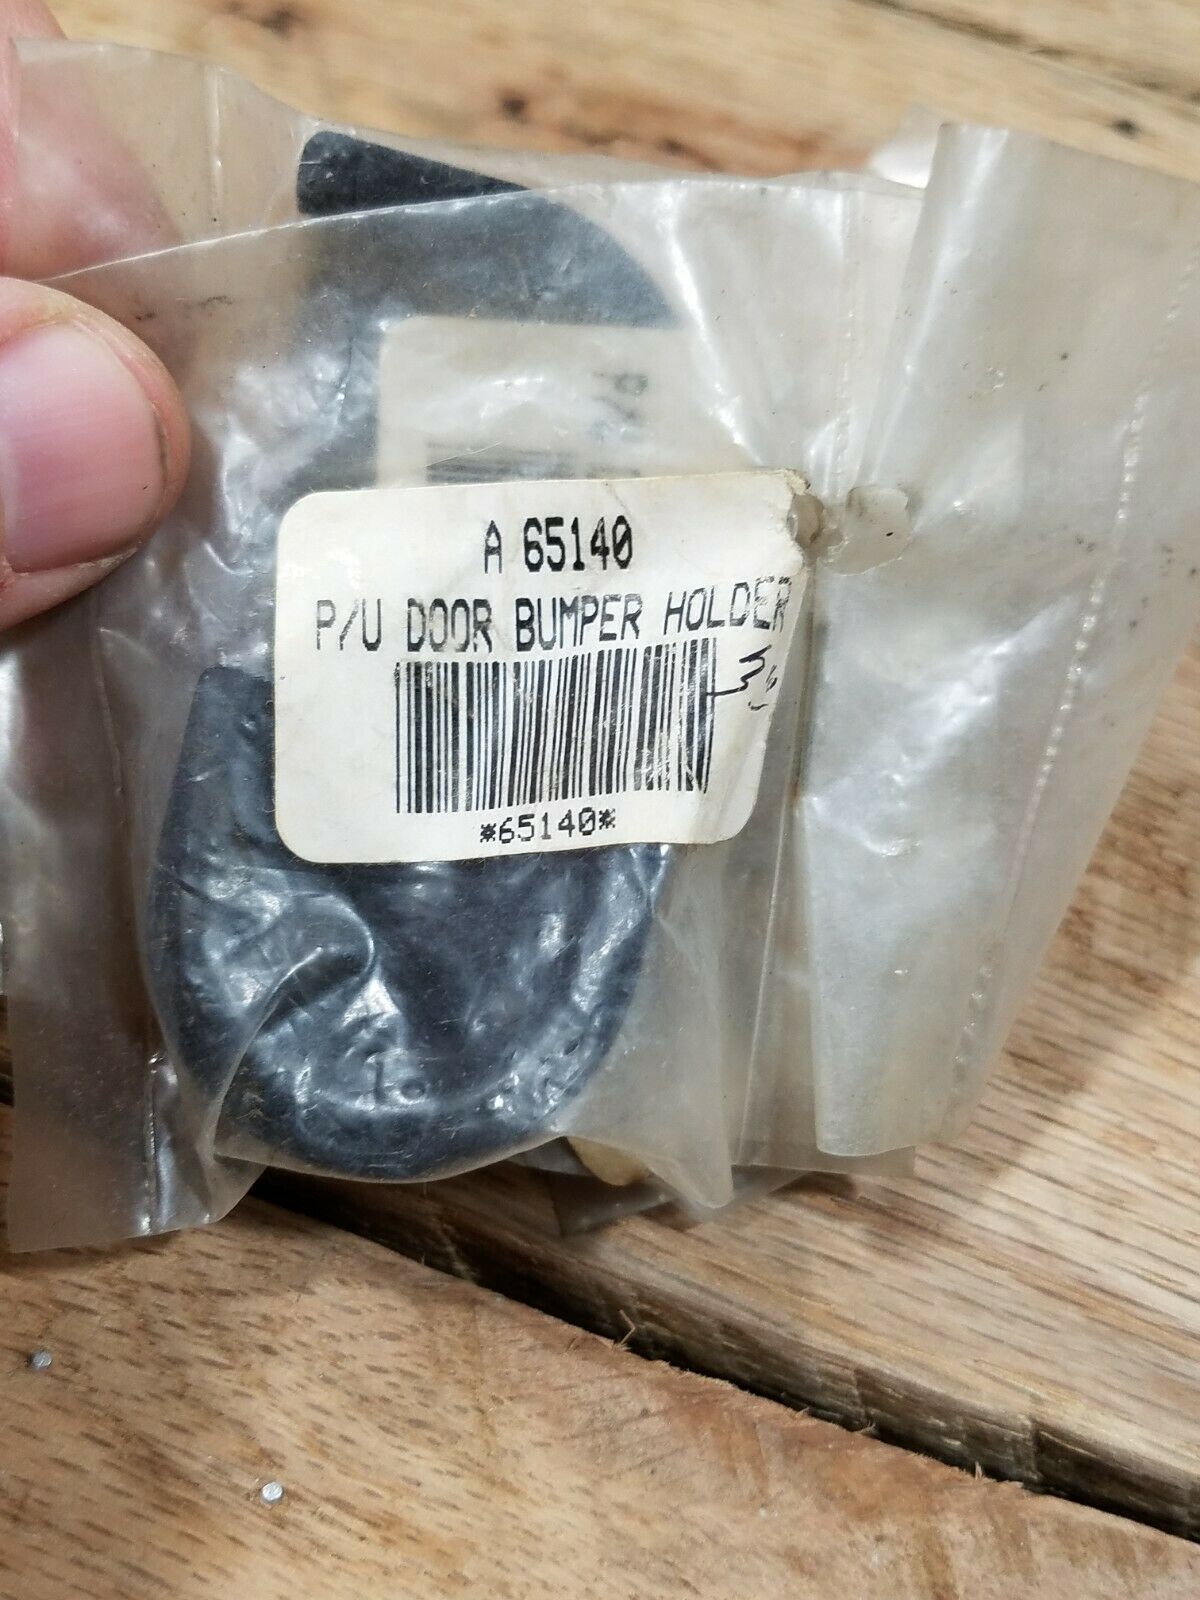 A 65140
P/U DOOR BUMPER HOLDER
*65140*